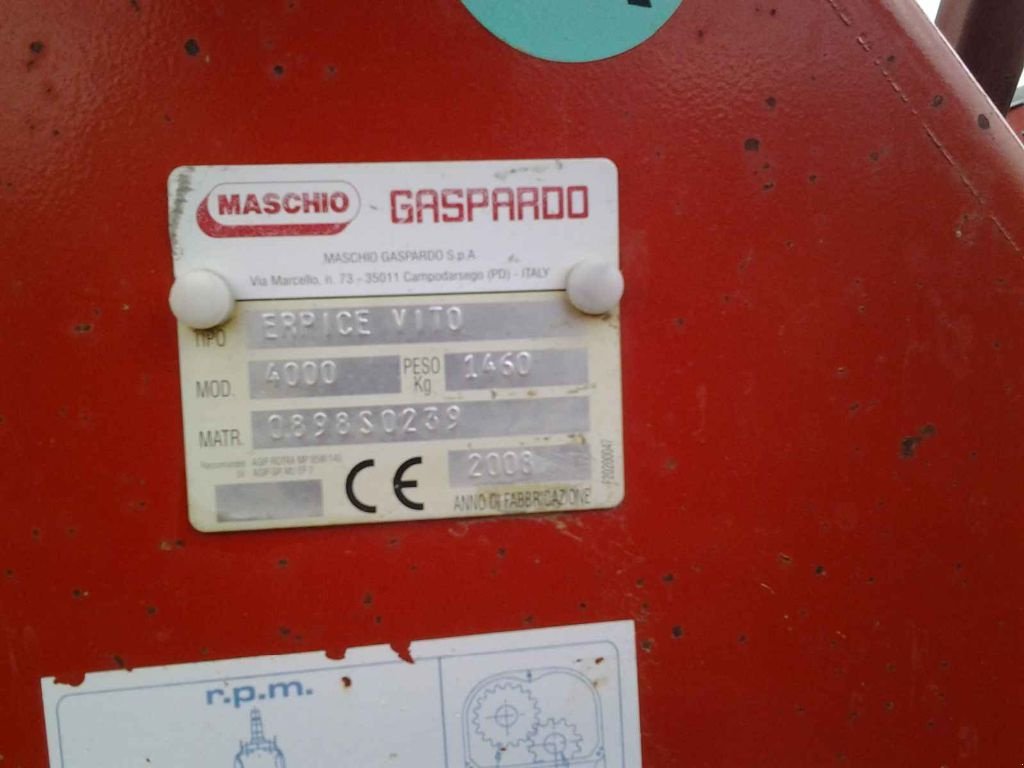 MASCHIO GASPARDO
MASCHIO GASPARDO S.p.A.
Via Marcello, n. 73 - 35011 Campodarsego (PD) - ITALY
TIPO ERPICE VITO
MOD. 4000 PESO Kg. 1460
MATR. 0898S0239
2008
CE
ANNO DI FABBRICAZIONE
F20200047
r.p.m.